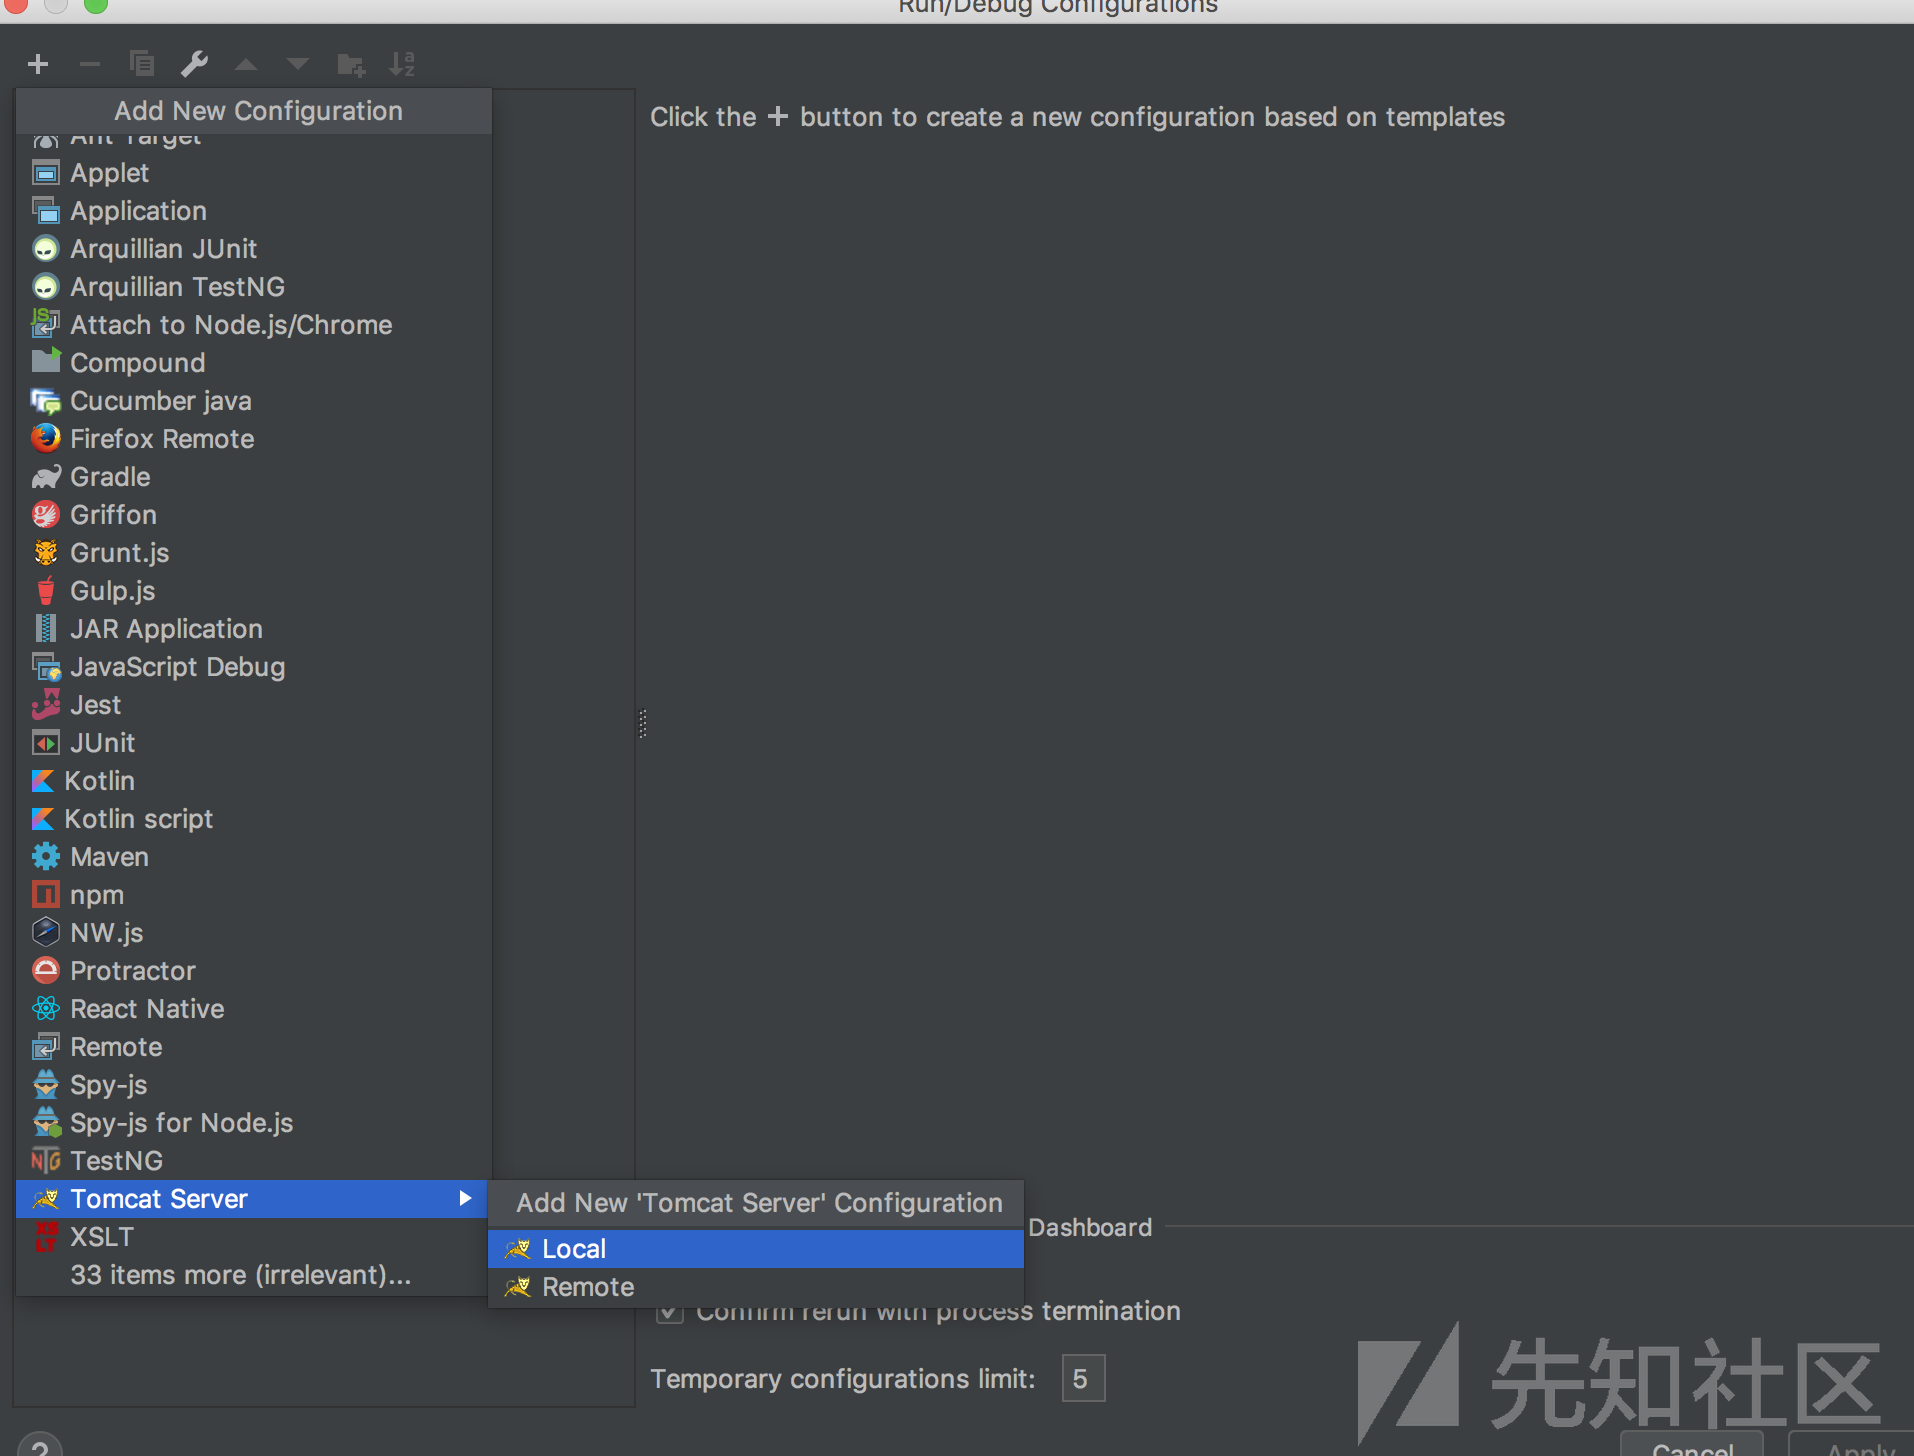 Run/Debug Configurations
Add New Configuration
Click the + button to create a new configuration based on templates
Ant Target
Applet
Application
Arquillian JUnit
Arquillian TestNG
Attach to Node.js/Chrome
Compound
Cucumber java
Firefox Remote
Gradle
Griffon
Grunt.js
Gulp.js
JAR Application
JavaScript Debug
Jest
JUnit
Kotlin
Kotlin script
Maven
npm
NW.js
Protractor
React Native
Remote
Spy-js
Spy-js for Node.js
TestNG
Tomcat Server
XSLT
33 items more (irrelevant)...
Add New 'Tomcat Server' Configuration
Local
Remote
Dashboard
Confirm rerun with process termination
Temporary configurations limit: 5
先知社区
Cancel
Apply